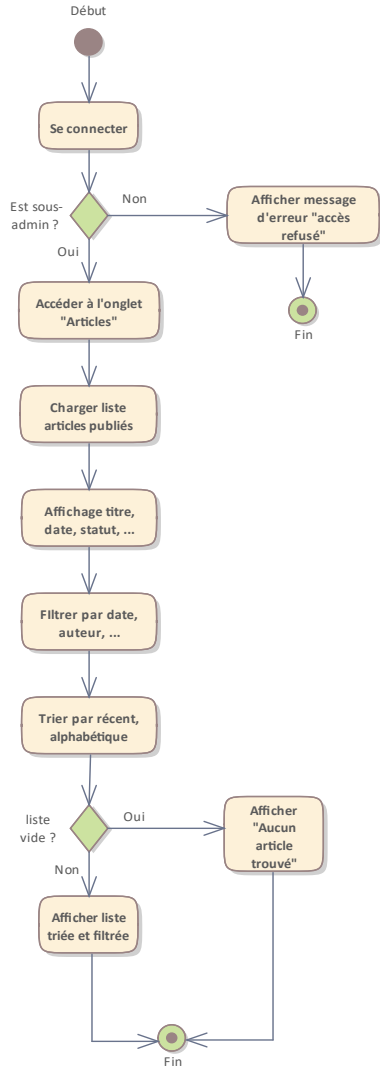 Début
Se connecter
Est sous-
admin ?
Non
Afficher message
d'erreur "accès
refusé"
Oui
Fin
Accéder à l'onglet
"Articles"
Charger liste
articles publiés
Affichage titre,
date, statut, ...
FIltrer par date,
auteur, ...
Trier par récent,
alphabétique
liste
vide ?
Oui
Afficher
"Aucun
article
trouvé"
Non
Afficher liste
triée et filtrée
Fin